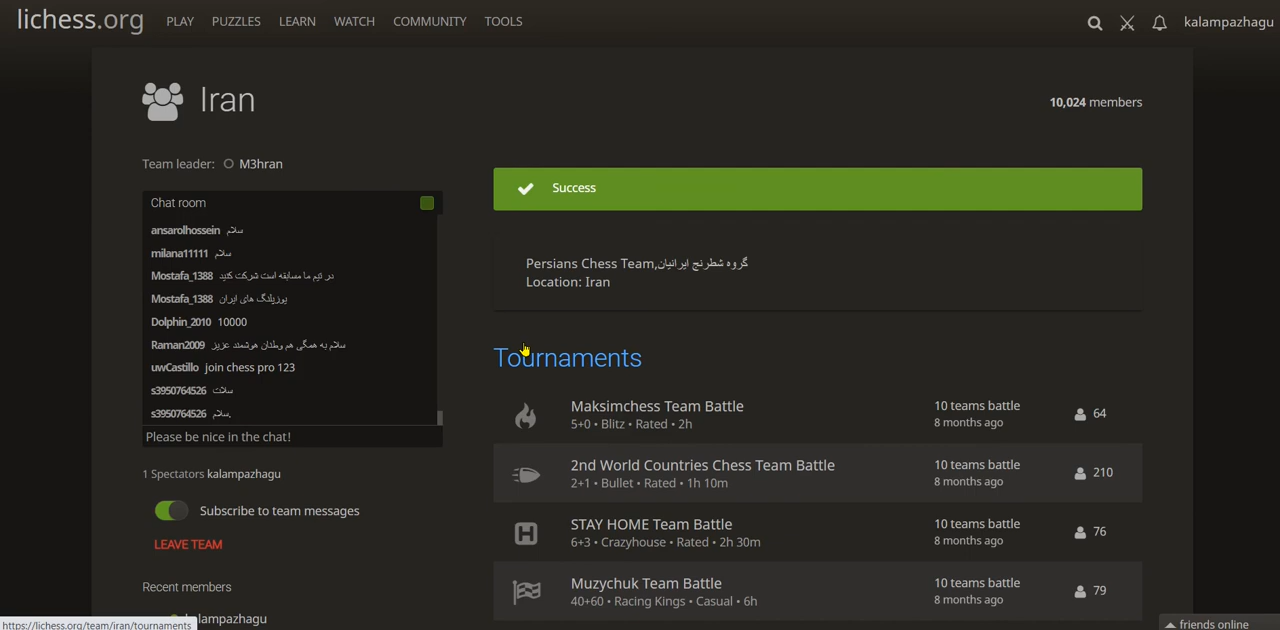 lichess.org PLAY PUZZLES LEARN WATCH COMMUNITY TOOLS kalampazhagu
Iran
10,024 members
Team leader: M3hran
Chat room
ansarolhossein سلام
milana11111 سلام
Mostafa_1388 در تیم ما مسابقه است شرکت کنید
Mostafa_1388 یوزپلنگ های ایران
Dolphin_2010 10000
Raman2009 سلام به همگی هم وطنان هوشمند عزیز
uwCastillo join chess pro 123
s3950764526 سلات
s3950764526 سلام.
Please be nice in the chat!
1 Spectators kalampazhagu
Subscribe to team messages
LEAVE TEAM
Recent members
kalampazhagu
Success
Persians Chess Team,گروه شطرنج ایرانیان
Location: Iran
Tournaments
Maksimchess Team Battle 10 teams battle 64
5+0 • Blitz • Rated • 2h 8 months ago
2nd World Countries Chess Team Battle 10 teams battle 210
2+1 • Bullet • Rated • 1h 10m 8 months ago
STAY HOME Team Battle 10 teams battle 76
6+3 • Crazyhouse • Rated • 2h 30m 8 months ago
Muzychuk Team Battle 10 teams battle 79
40+60 • Racing Kings • Casual • 6h 8 months ago
https://lichess.org/team/iran/tournaments
friends online